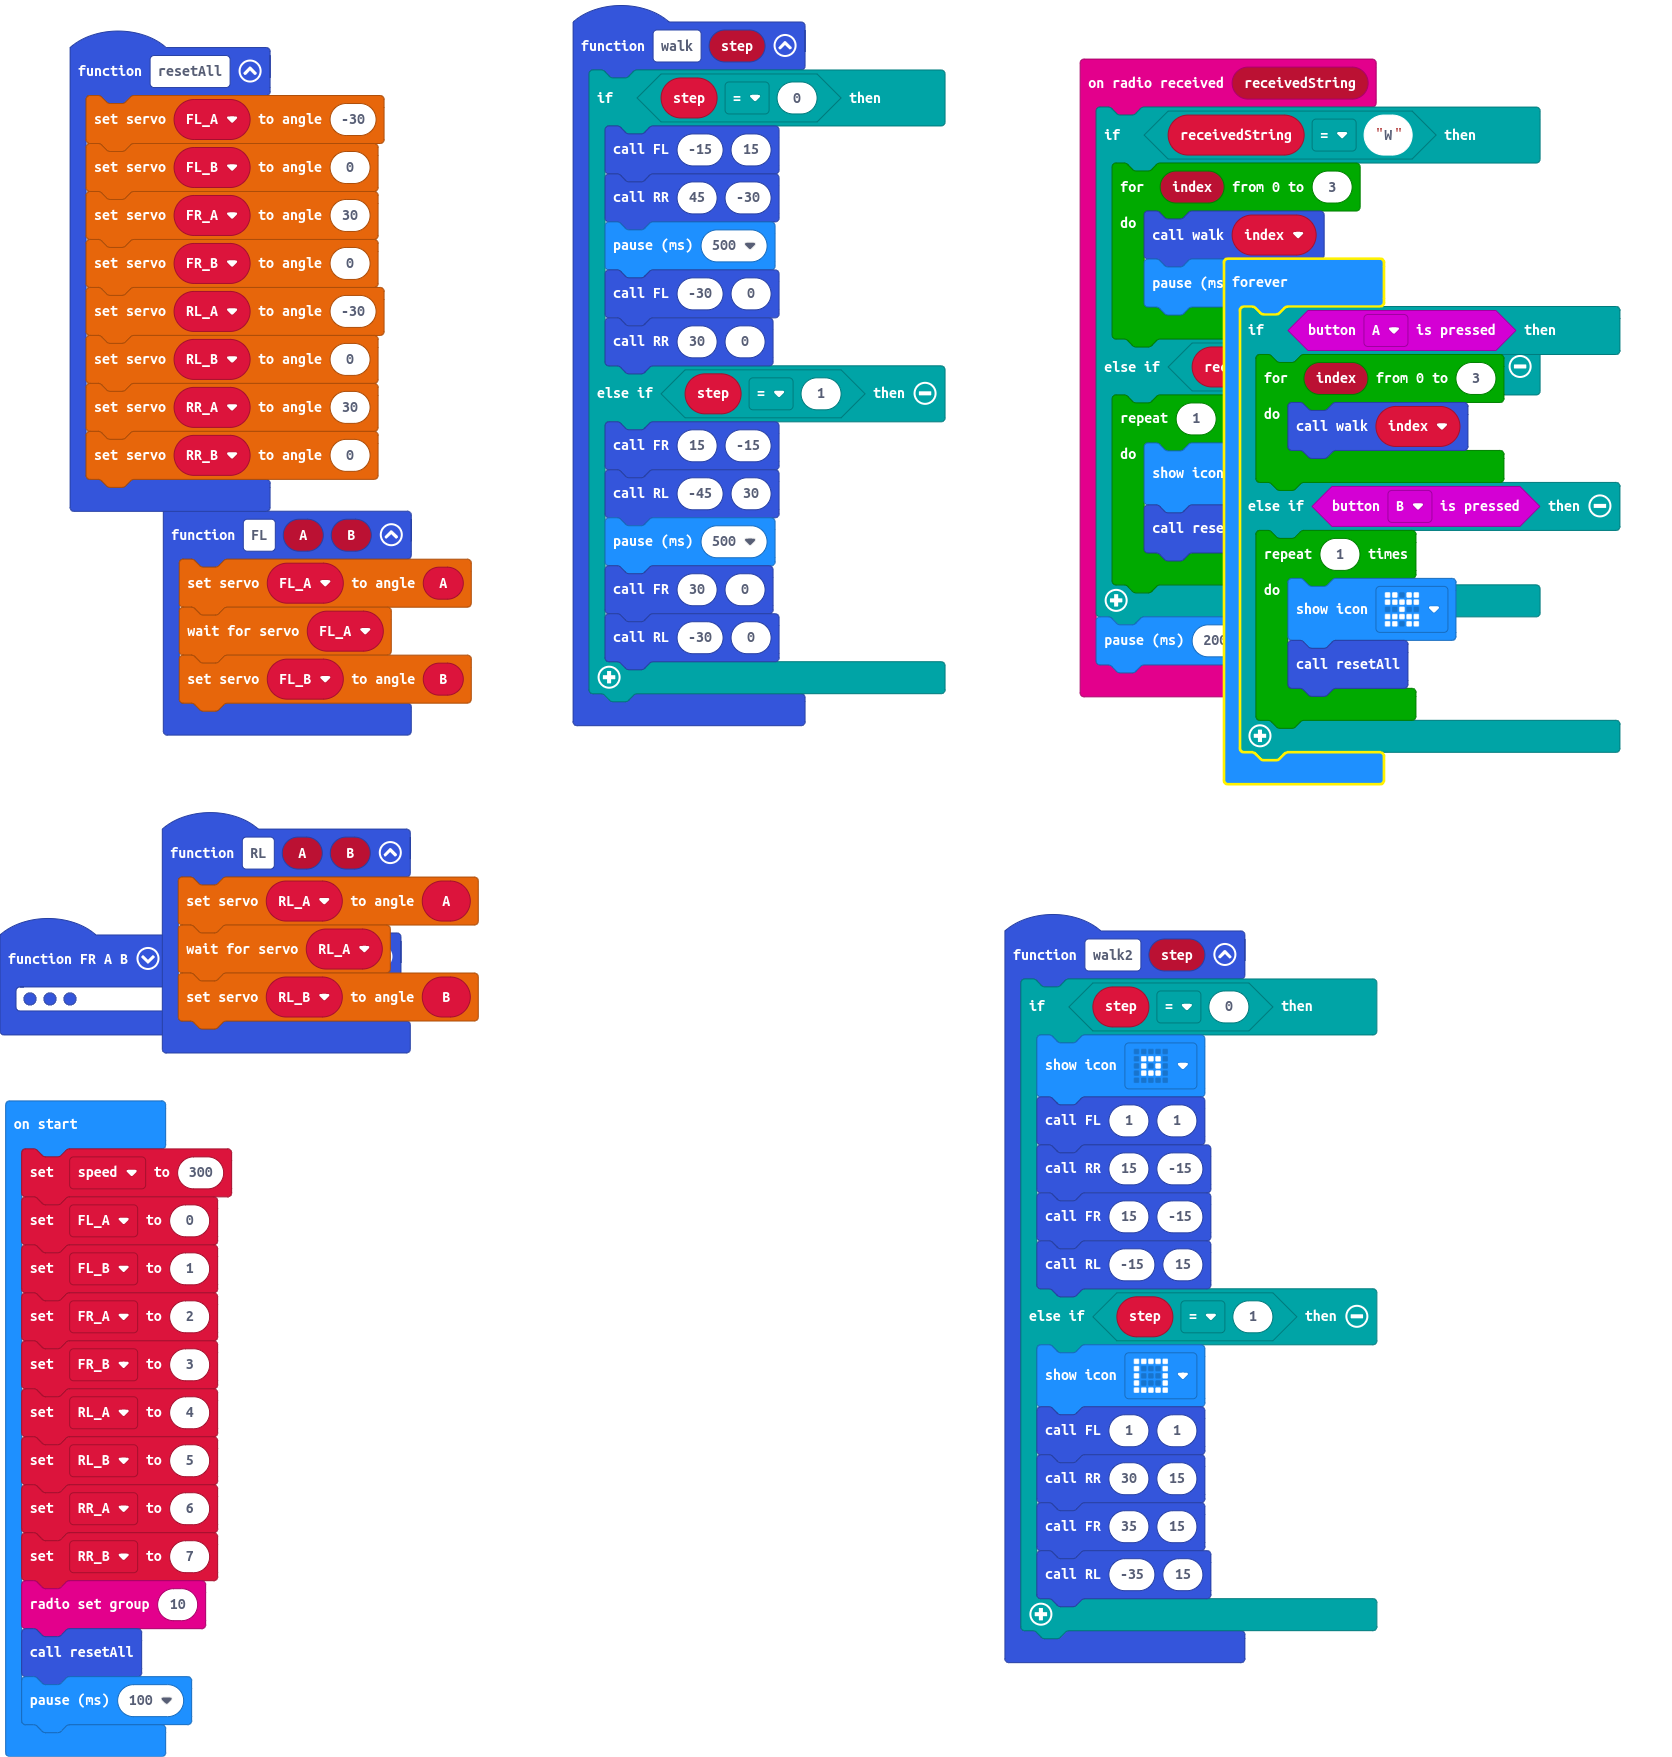 function resetAll
set servo FL_A to angle -30
set servo FL_B to angle 0
set servo FR_A to angle 30
set servo FR_B to angle 0
set servo RL_A to angle -30
set servo RL_B to angle 0
set servo RR_A to angle 30
set servo RR_B to angle 0
function FL A B
set servo FL_A to angle A
wait for servo FL_A
set servo FL_B to angle B
function walk step
if step = 0 then
call FL -15 15
call RR 45 -30
pause (ms) 500
call FL -30 0
call RR 30 0
else if step = 1 then
call FR 15 -15
call RL -45 30
pause (ms) 500
call FR 30 0
call RL -30 0
on radio received receivedString
if receivedString = "W" then
for index from 0 to 3
do call walk index
pause (ms
else if
repeat 1
do show icon
call rese
pause (ms) 200
forever
if button A is pressed then
for index from 0 to 3
do call walk index
else if button B is pressed then
repeat 1 times
do show icon
call resetAll
function FR A B
function RL A B
set servo RL_A to angle A
wait for servo RL_A
set servo RL_B to angle B
on start
set speed to 300
set FL_A to 0
set FL_B to 1
set FR_A to 2
set FR_B to 3
set RL_A to 4
set RL_B to 5
set RR_A to 6
set RR_B to 7
radio set group 10
call resetAll
pause (ms) 100
function walk2 step
if step = 0 then
show icon
call FL 1 1
call RR 15 -15
call FR 15 -15
call RL -15 15
else if step = 1 then
show icon
call FL 1 1
call RR 30 15
call FR 35 15
call RL -35 15